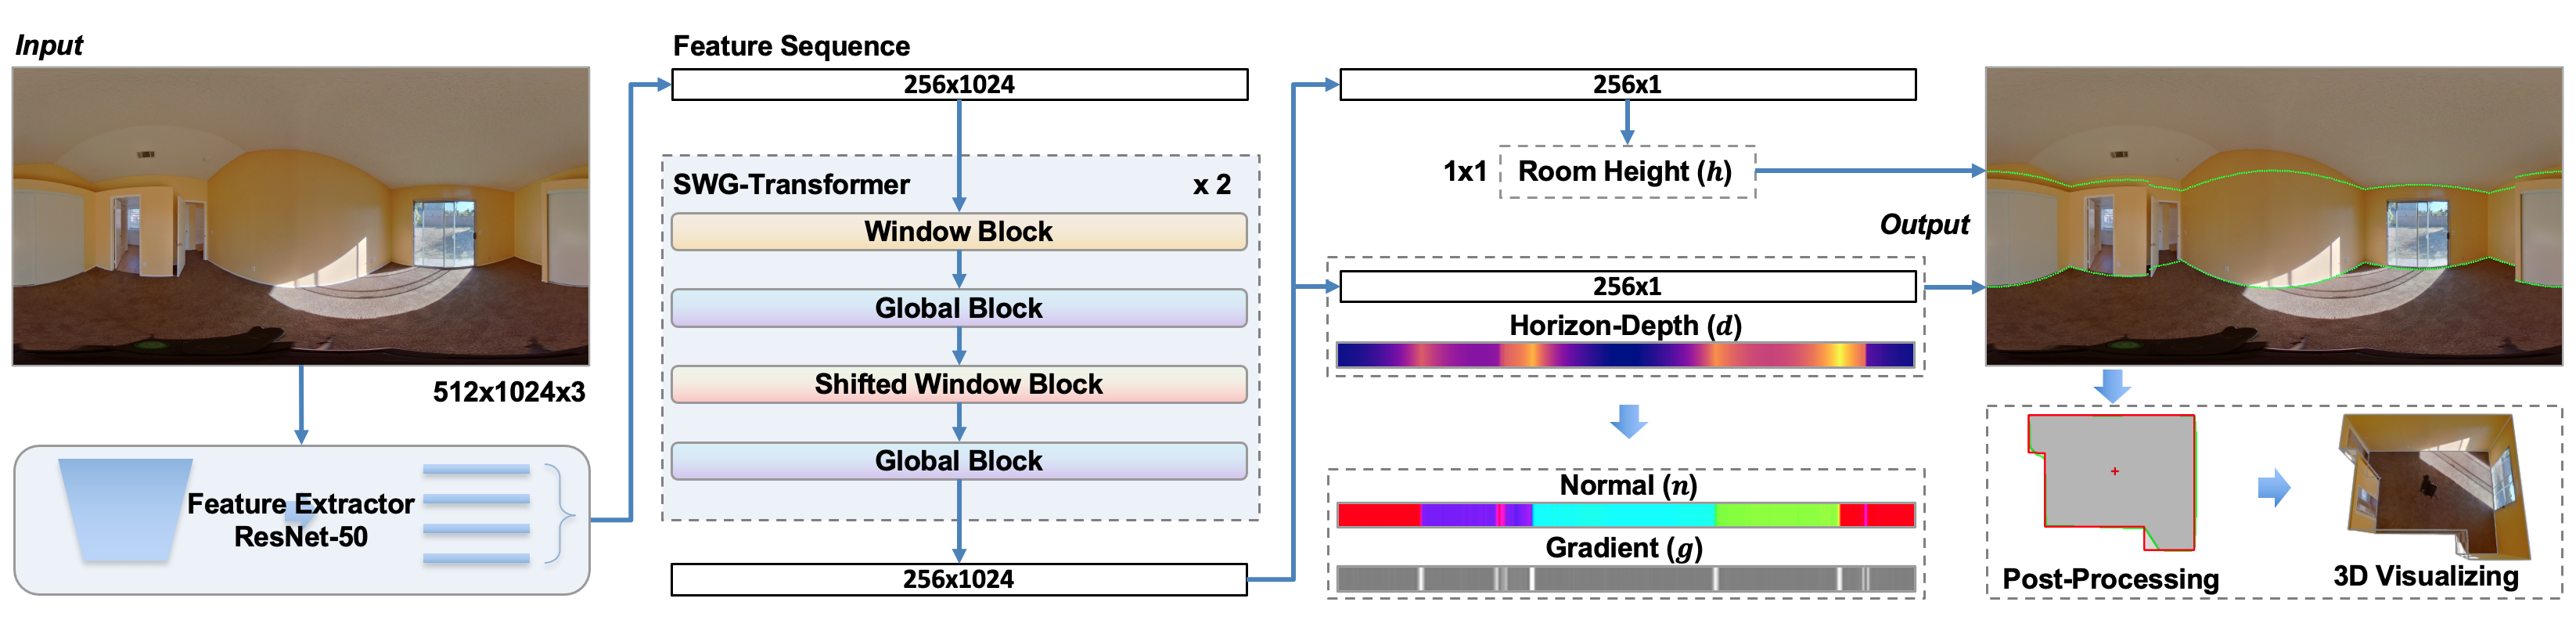 Input
512x1024x3
Feature Extractor
ResNet-50
Feature Sequence
256x1024
SWG-Transformer x 2
Window Block
Global Block
Shifted Window Block
Global Block
256x1024
256x1
1x1 Room Height (h)
256x1
Horizon-Depth (d)
Normal (n)
Gradient (g)
Output
Post-Processing
3D Visualizing